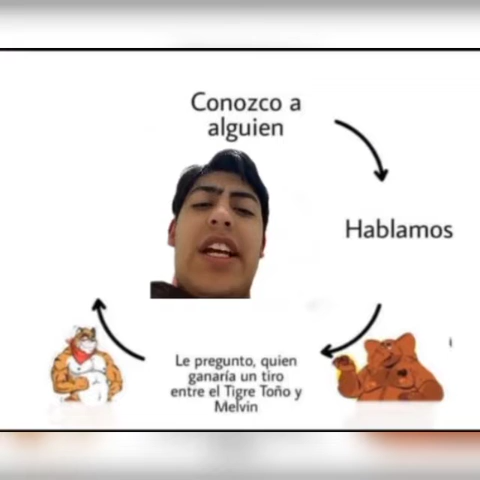 Conozco a
alguien
Hablamos
Le pregunto, quien
ganaría un tiro
entre el Tigre Toño y
Melvin